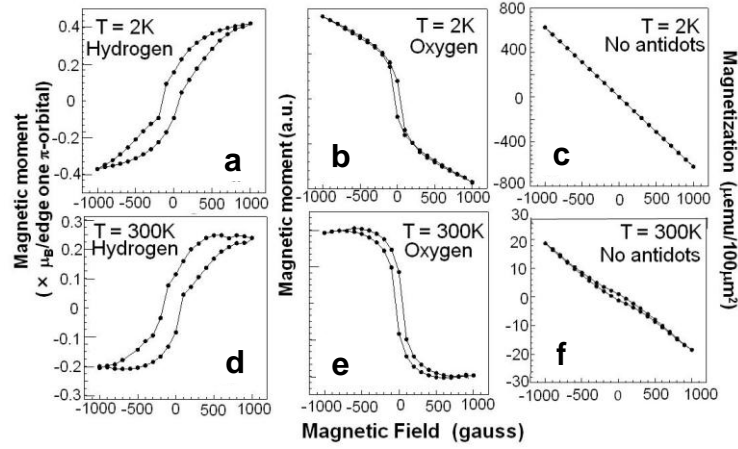 Magnetic moment
(× μB/edge one π-orbital)
0.4
0.2
0
-0.2
-0.4
T = 2K
Hydrogen
a
-1000 -500 0 500 1000
0.3
0.2
0.1
0
-0.1
-0.2
-0.3
T = 300K
Hydrogen
d
-1000 -500 0 500 1000
Magnetic moment (a.u.)
T = 2K
Oxygen
b
-1000 -500 0 500 1000
T = 300K
Oxygen
e
-1000 -500 0 500 1000
800
400
0
-400
800
T = 2K
No antidots
c
-1000 -500 0 500 1000
30
20
10
0
-10
-20
-30
T = 300K
No antidots
f
-1000 -500 0 500 1000
Magnetization (μemu/100μm²)
Magnetic Field (gauss)